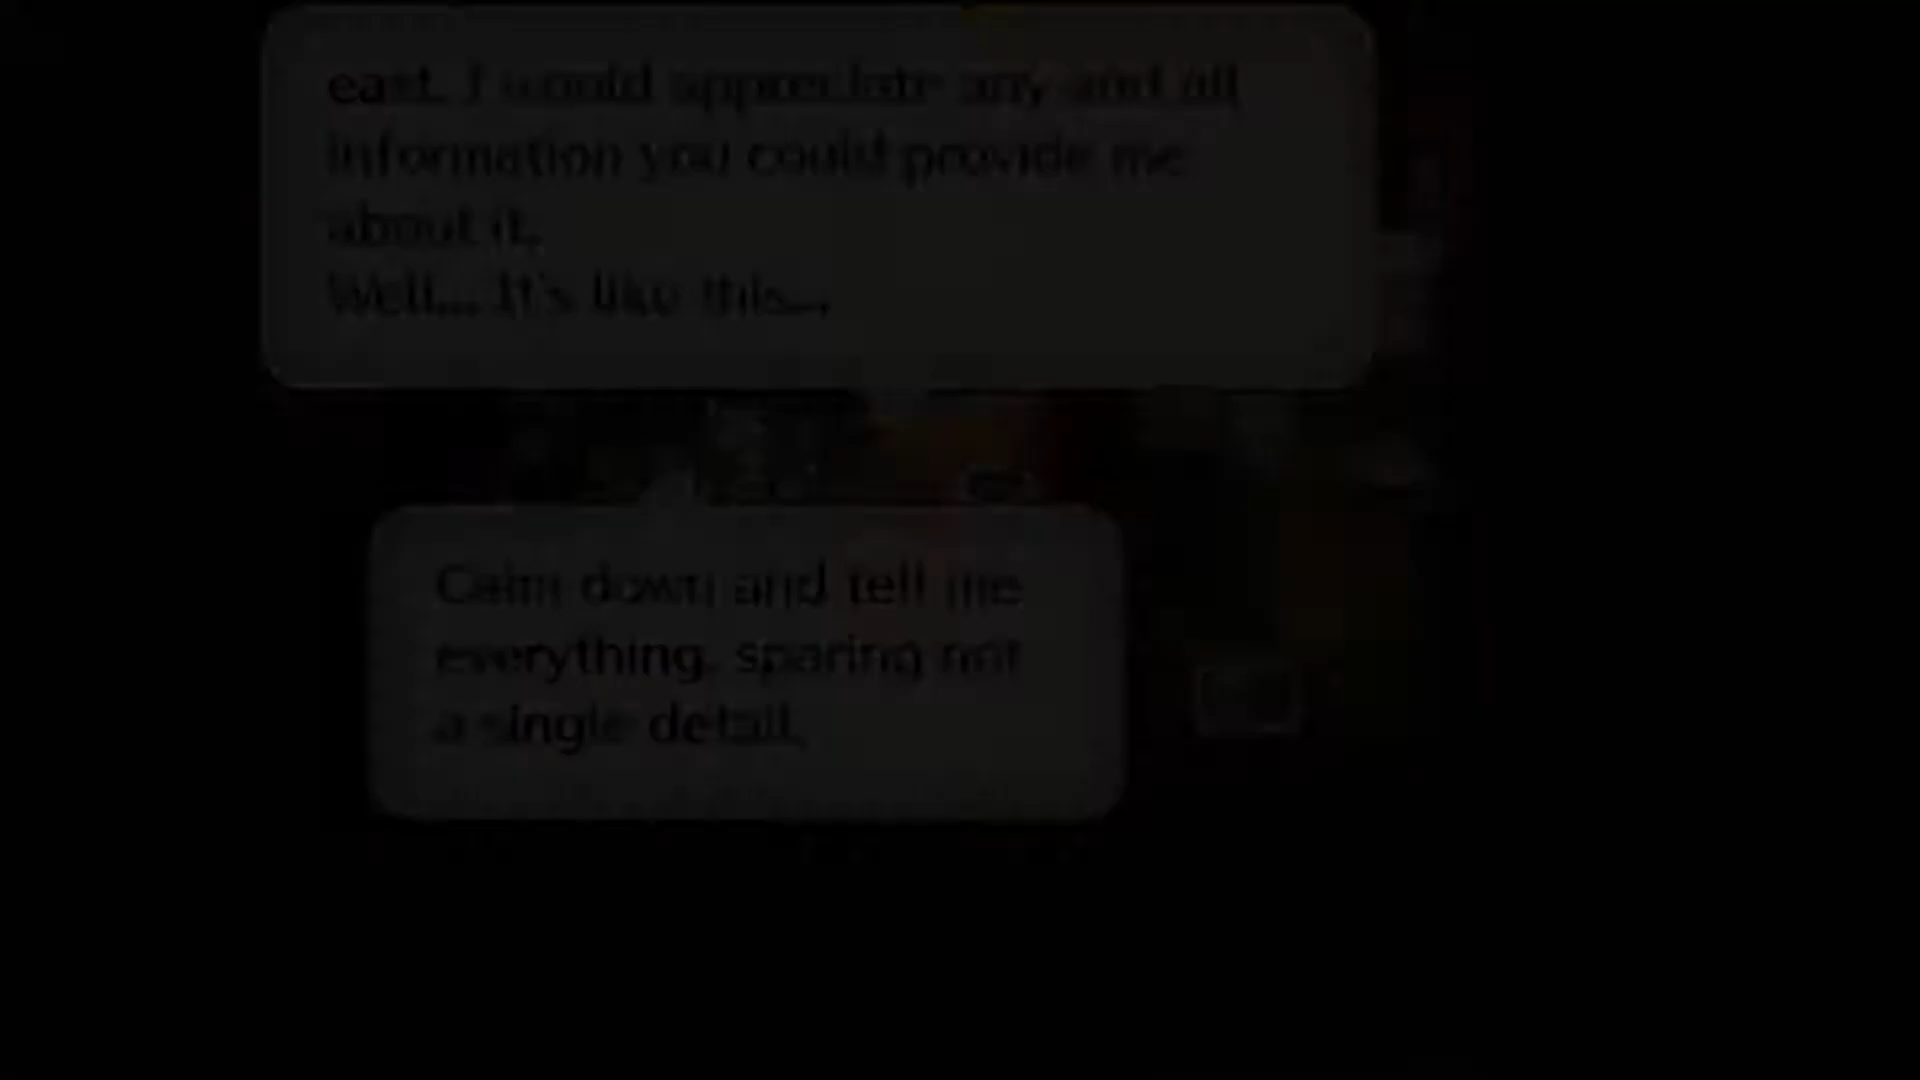 east. I would appreciate any and all
information you could provide me
about it.
Well... It's like this...
Calm down and tell me
everything, sparing not
a single detail.